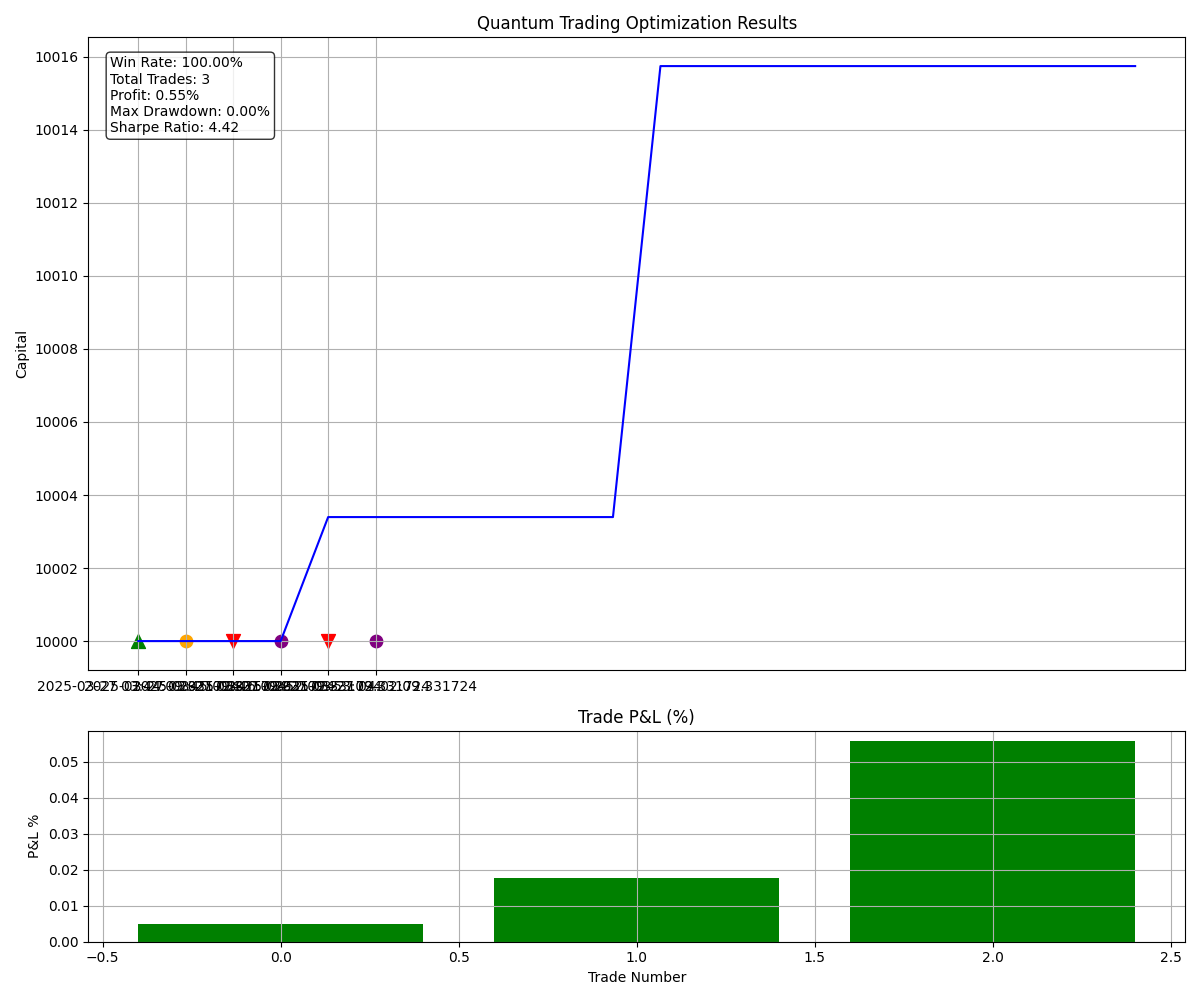 Quantum Trading Optimization Results
Win Rate: 100.00%
Total Trades: 3
Profit: 0.55%
Max Drawdown: 0.00%
Sharpe Ratio: 4.42
10016
10014
10012
10010
10008
10006
10004
10002
10000
Capital
Trade P&L (%)
0.05
0.04
0.03
0.02
0.01
0.00
P&L %
−0.5 0.0 0.5 1.0 1.5 2.0 2.5
Trade Number